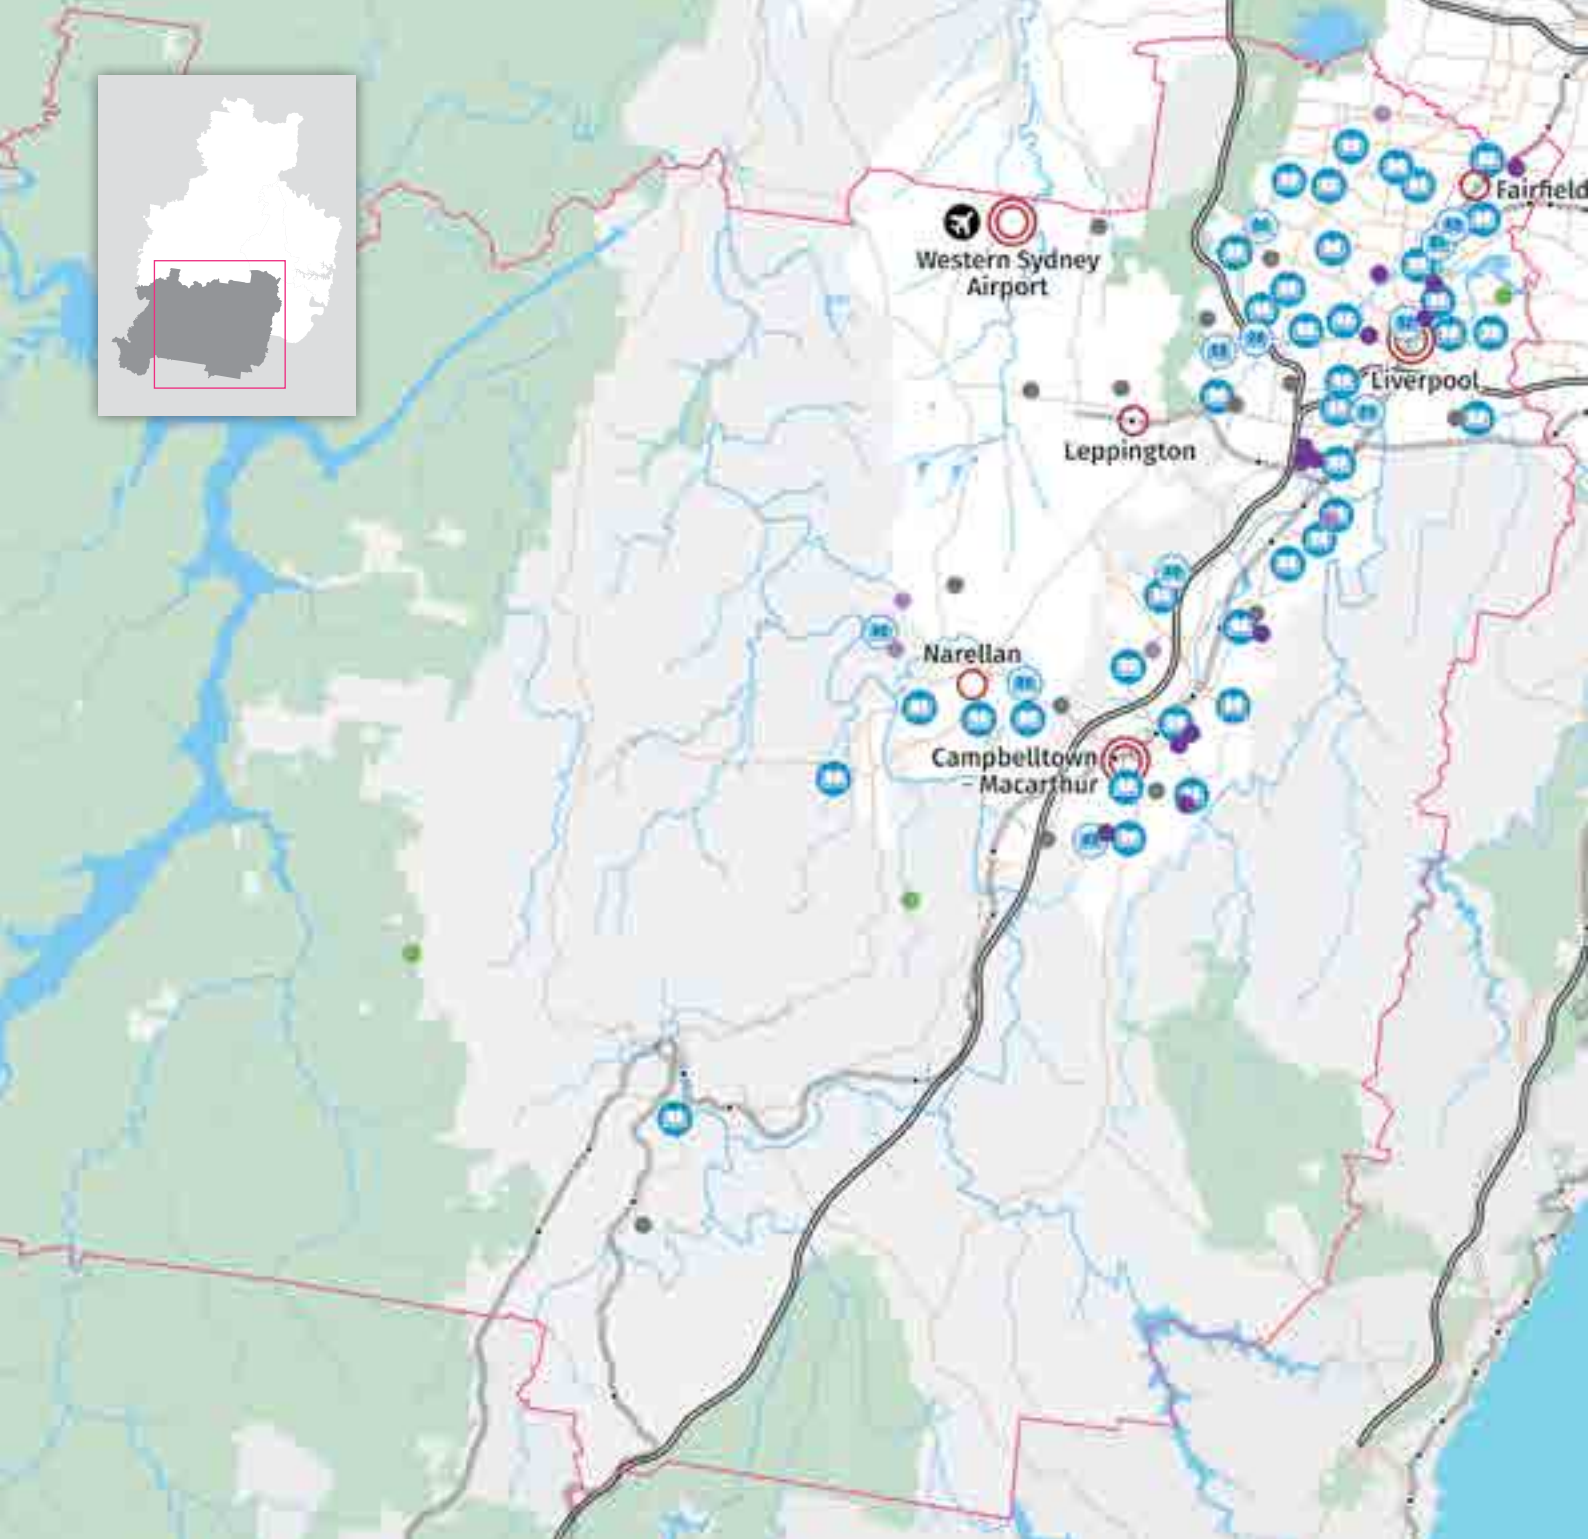 Fairfield
Western Sydney
Airport
Liverpool
Leppington
Narellan
Campbelltown
– Macarthur